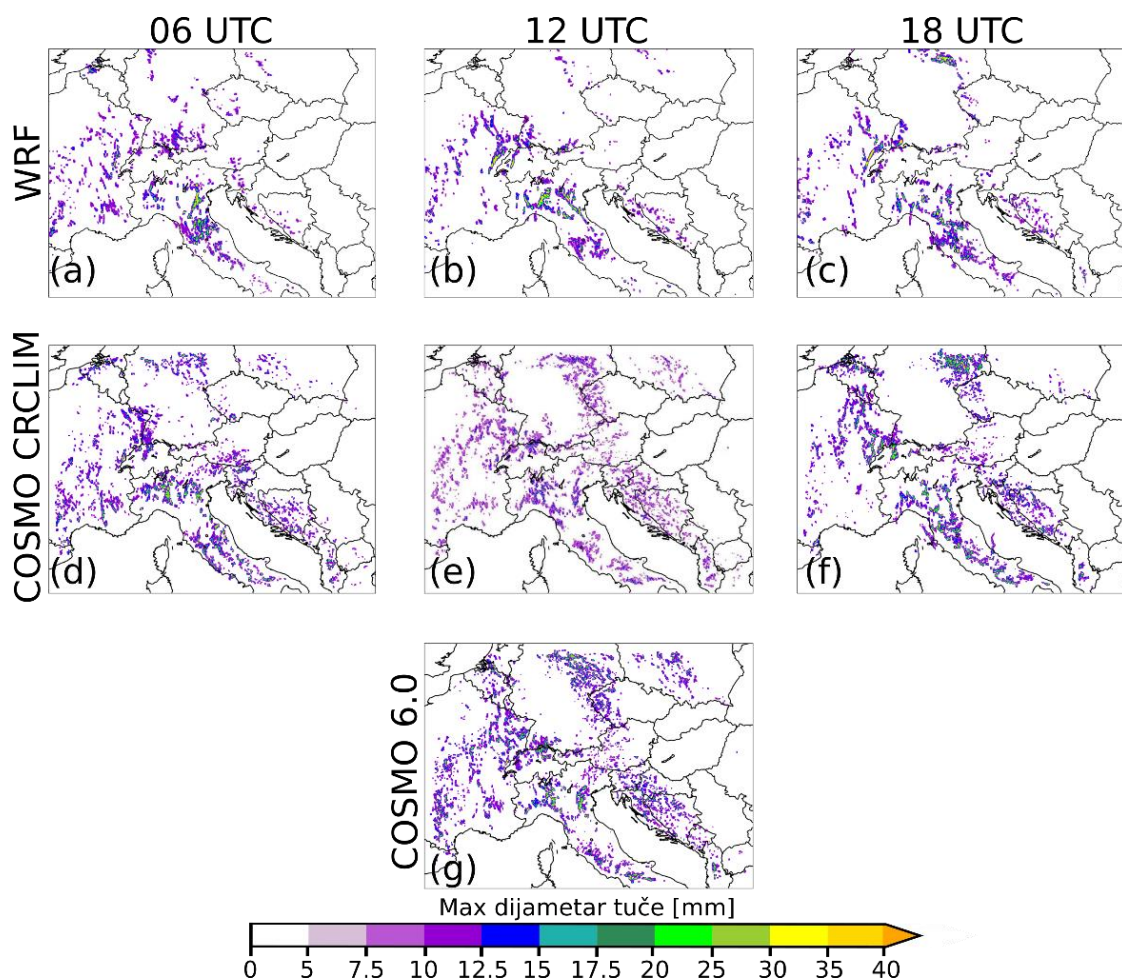 06 UTC
12 UTC
18 UTC
WRF
(a)
(b)
(c)
COSMO CRCLIM
(d)
(e)
(f)
COSMO 6.0
(g)
Max dijametar tuče [mm]
0 5 7.5 10 12.5 15 17.5 20 25 30 35 40